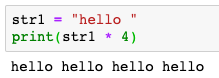 str1 = "hello "
print(str1 * 4)
hello hello hello hello